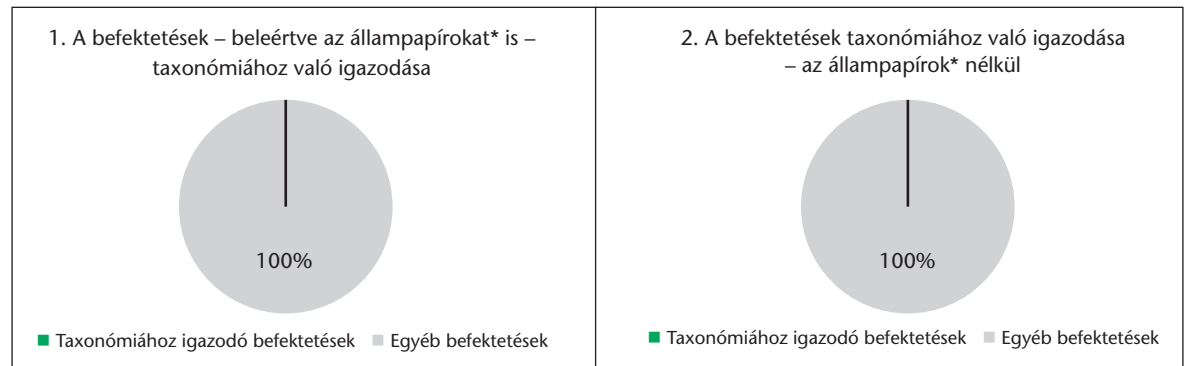 1. A befektetések – beleértve az állampapírokat* is –
taxonómiához való igazodása
100%
Taxonómiához igazodó befektetések
Egyéb befektetések
2. A befektetések taxonómiához való igazodása
– az állampapírok* nélkül
100%
Taxonómiához igazodó befektetések
Egyéb befektetések